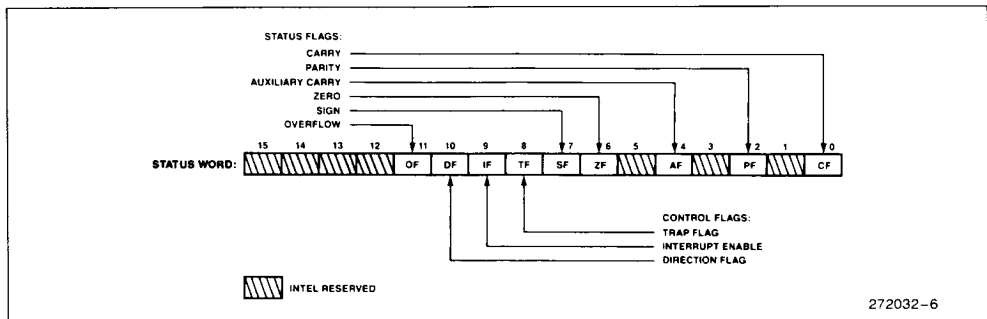 STATUS FLAGS:
CARRY
PARITY
AUXILIARY CARRY
ZERO
SIGN
OVERFLOW
15 14 13 12 11 10 9 8 7 6 5 4 3 2 1 0
STATUS WORD: OF DF IF TF SF ZF AF PF CF
CONTROL FLAGS:
TRAP FLAG
INTERRUPT ENABLE
DIRECTION FLAG
INTEL RESERVED
272032-6